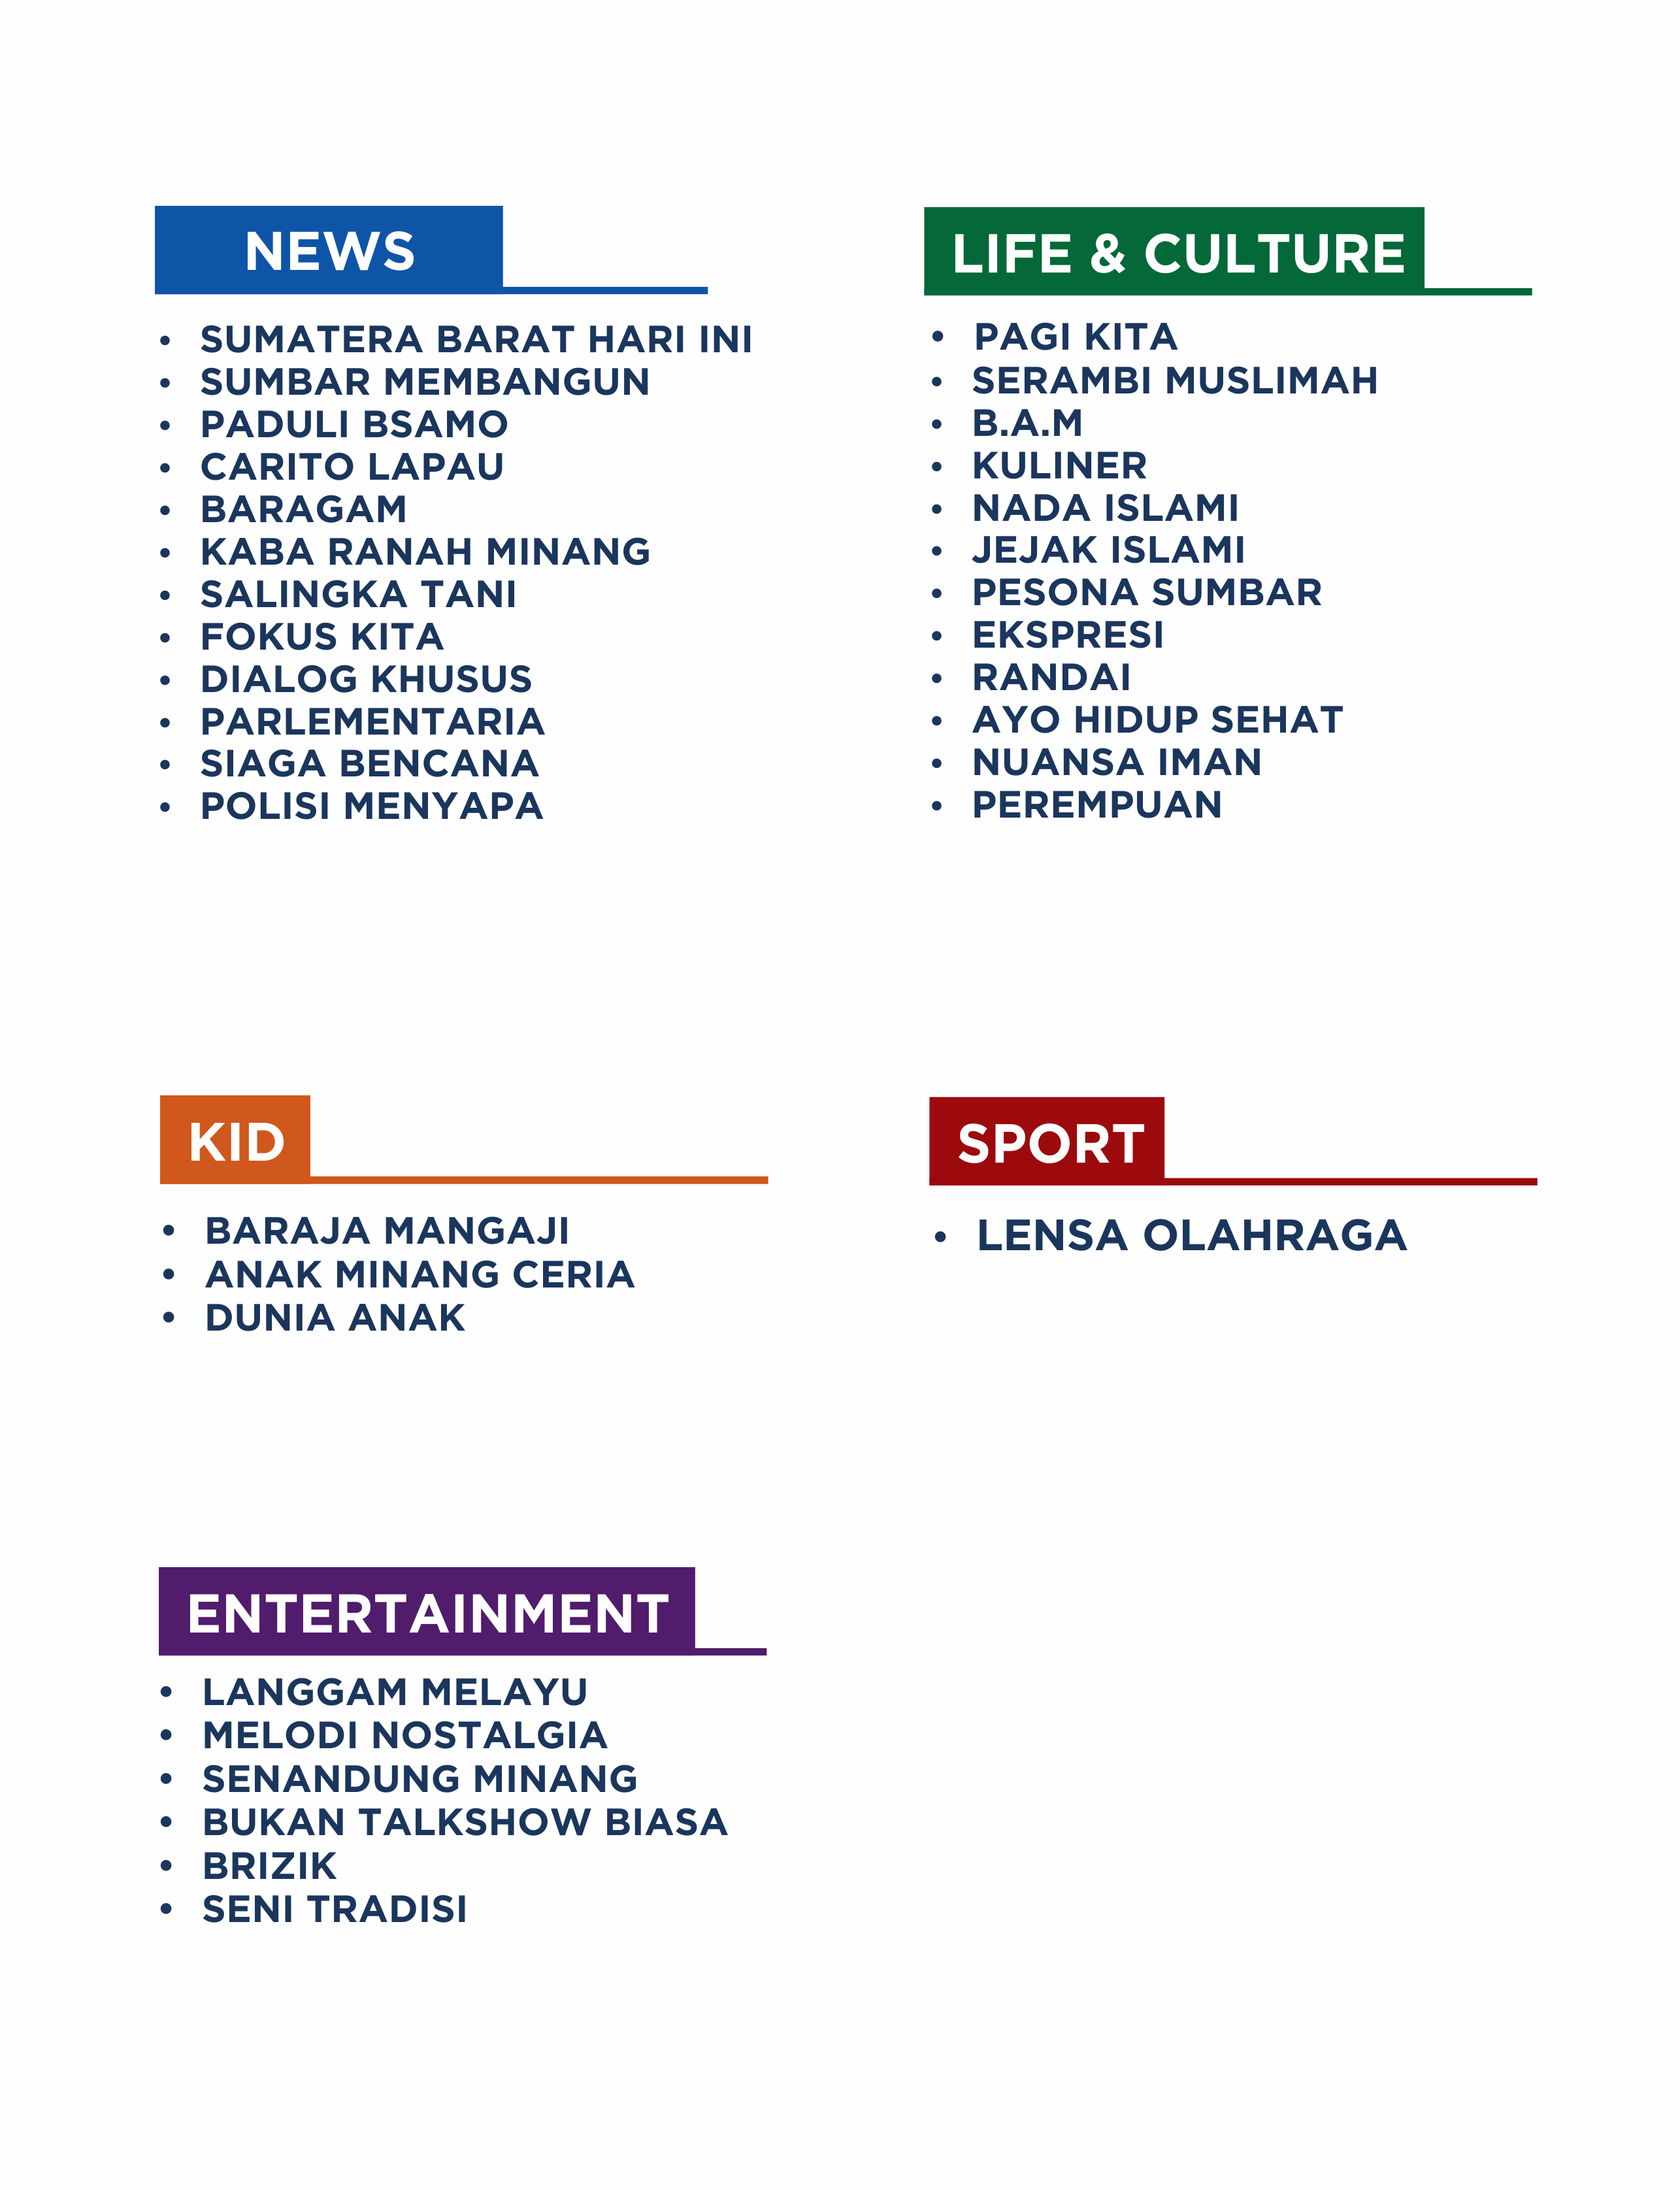 NEWS
• SUMATERA BARAT HARI INI
• SUMBAR MEMBANGUN
• PADULI BSAMO
• CARITO LAPAU
• BARAGAM
• KABA RANAH MINANG
• SALINGKA TANI
• FOKUS KITA
• DIALOG KHUSUS
• PARLEMENTARIA
• SIAGA BENCANA
• POLISI MENYAPA
LIFE & CULTURE
• PAGI KITA
• SERAMBI MUSLIMAH
• B.A.M
• KULINER
• NADA ISLAMI
• JEJAK ISLAMI
• PESONA SUMBAR
• EKSPRESI
• RANDAI
• AYO HIDUP SEHAT
• NUANSA IMAN
• PEREMPUAN
KID
• BARAJA MANGAJI
• ANAK MINANG CERIA
• DUNIA ANAK
SPORT
• LENSA OLAHRAGA
ENTERTAINMENT
• LANGGAM MELAYU
• MELODI NOSTALGIA
• SENANDUNG MINANG
• BUKAN TALKSHOW BIASA
• BRIZIK
• SENI TRADISI